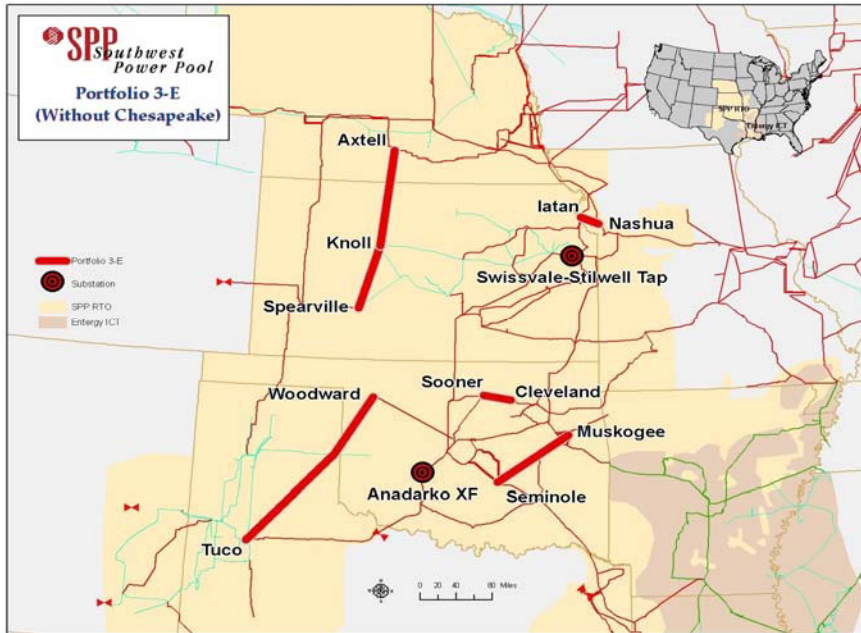 SPP
Southwest
Power Pool
Portfolio 3-E
(Without Chesapeake)
SPP RTO
Entergy ICT
Axtell
Iatan
Nashua
Knoll
Swissvale-Stilwell Tap
Spearville
Portfolio 3-E
Substation
SPP RTO
Entergy ICT
Woodward
Sooner
Cleveland
Muskogee
Anadarko XF
Seminole
Tuco
0 20 40 80 Miles